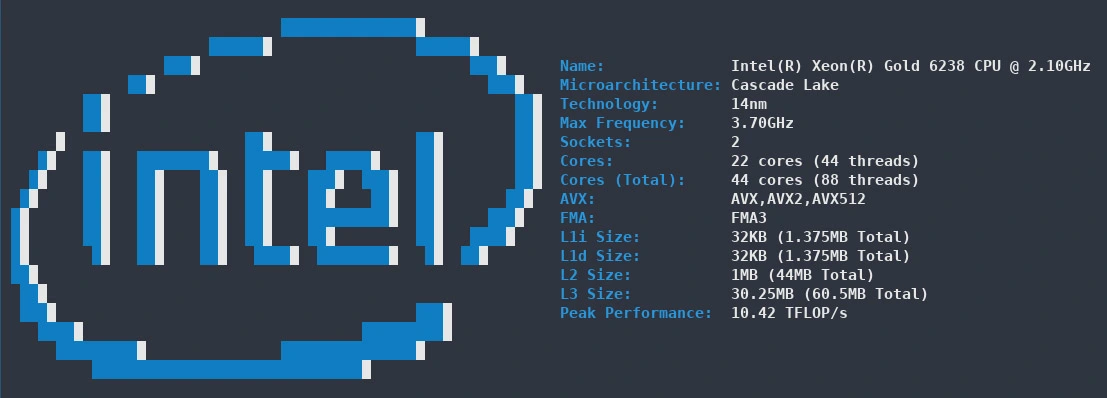 intel
Name: Intel(R) Xeon(R) Gold 6238 CPU @ 2.10GHz
Microarchitecture: Cascade Lake
Technology: 14nm
Max Frequency: 3.70GHz
Sockets: 2
Cores: 22 cores (44 threads)
Cores (Total): 44 cores (88 threads)
AVX: AVX,AVX2,AVX512
FMA: FMA3
L1i Size: 32KB (1.375MB Total)
L1d Size: 32KB (1.375MB Total)
L2 Size: 1MB (44MB Total)
L3 Size: 30.25MB (60.5MB Total)
Peak Performance: 10.42 TFLOP/s